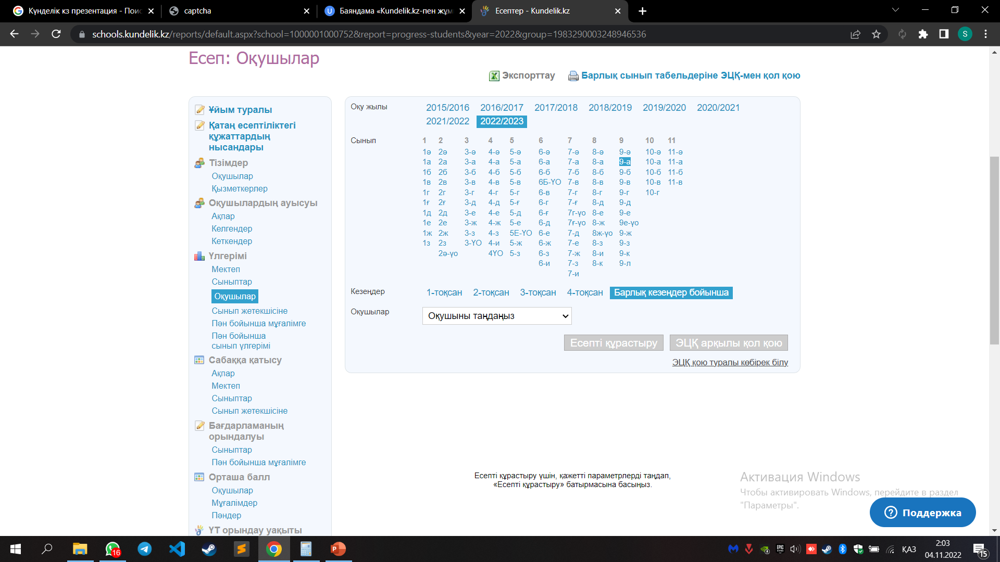 Күнделік кз презентация - Поис
captcha
Баяндама «Kundelik.kz-пен жұм
Есептер - Kundelik.kz
schools.kundelik.kz/reports/default.aspx?school=1000001000752&report=progress-students&year=2022&group=1983290003248946536
S
Есеп: Оқушылар
Экспорттау
Барлық сынып табельдеріне ЭЦҚ-мен қол қою
Ұйым туралы
Қатаң есептіліктегі
құжаттардың
нысандары
Тізімдер
Оқушылар
Қызметкерлер
Оқушылардың ауысуы
Ақпар
Келгендер
Кеткендер
Үлгерімі
Мектеп
Сыныптар
Оқушылар
Сынып жетекшісіне
Пән бойынша мұғалімге
Пән бойынша
сынып үлгерімі
Сабаққа қатысу
Ақпар
Мектеп
Сыныптар
Сынып жетекшісіне
Бағдарламаның
орындалуы
Сыныптар
Пән бойынша мұғалімге
Орташа балл
Оқушылар
Мұғалімдер
Пәндер
ҮТ орындау уақыты
Оқу жылы
2015/2016 2016/2017 2017/2018 2018/2019 2019/2020 2020/2021
2021/2022 2022/2023
Сынып
1 2 3 4 5 6 7 8 9 10 11
1ә 2ә 3-ә 4-ә 5-ә 6-ә 7-ә 8-ә 9-ә 10-ә 11-ә
1а 2а 3-а 4-а 5-а 6-а 7-а 8-а 9-а 10-а 11-а
1б 2б 3-б 4-б 5-б 6-б 7-б 8-б 9-б 10-б 11-б
1в 2в 3-в 4-в 5-в 6Б-ҮО 7-в 8-в 9-в 10-в 11-в
1г 2г 3-г 4-г 5-г 6-в 7-г 8-г 9-г 10-г
1ғ 2ғ 3-д 4-д 5-ғ 6-г 7-ғ 8-д 9-д
1д 2д 3-е 4-е 5-д 6-ғ 7г-үо 8-е 9-е
1е 2е 3-ж 4-ж 5-е 6-д 7ғ-үо 8-ж 9е-үо
1ж 2ж 3-з 4-з 5Е-ҮО 6-е 7-д 8ж-үо 9-ж
1з 2з 3-ҮО 4-и 5-ж 6-ж 7-е 8-з 9-з
2ә-үо 4ҮО 5-з 6-з 7-ж 8-и 9-к
6-и 7-з 8-к 9-л
7-и
Кезеңдер
1-тоқсан 2-тоқсан 3-тоқсан 4-тоқсан Барлық кезеңдер бойынша
Оқушылар
Оқушыны таңдаңыз
Есепті құрастыру ЭЦҚ арқылы қол қою
ЭЦҚ қою туралы көбірек білу
Есепті құрастыру үшін, қажетті параметрлерді таңдап,
«Есепті құрастыру» батырмасына басыңыз.
Активация Windows
Чтобы активировать Windows, перейдите в раздел
"Параметры".
Поддержка
16
EPIC
ҚАЗ
2:03
04.11.2022
15